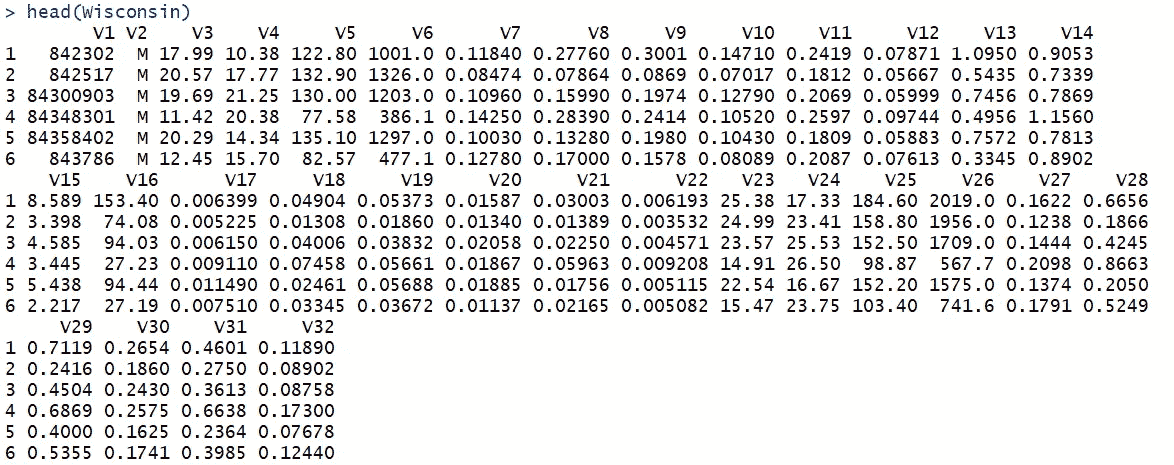 > head(Wisconsin)
V1 V2 V3 V4 V5 V6 V7 V8 V9 V10 V11 V12 V13 V14
1 842302 M 17.99 10.38 122.80 1001.0 0.11840 0.27760 0.3001 0.14710 0.2419 0.07871 1.0950 0.9053
2 842517 M 20.57 17.77 132.90 1326.0 0.08474 0.07864 0.0869 0.07017 0.1812 0.05667 0.5435 0.7339
3 84300903 M 19.69 21.25 130.00 1203.0 0.10960 0.15990 0.1974 0.12790 0.2069 0.05999 0.7456 0.7869
4 84348301 M 11.42 20.38 77.58 386.1 0.14250 0.28390 0.2414 0.10520 0.2597 0.09744 0.4956 1.1560
5 84358402 M 20.29 14.34 135.10 1297.0 0.10030 0.13280 0.1980 0.10430 0.1809 0.05883 0.7572 0.7813
6 843786 M 12.45 15.70 82.57 477.1 0.12780 0.17000 0.1578 0.08089 0.2087 0.07613 0.3345 0.8902
V15 V16 V17 V18 V19 V20 V21 V22 V23 V24 V25 V26 V27 V28
1 8.589 153.40 0.006399 0.04904 0.05373 0.01587 0.03003 0.006193 25.38 17.33 184.60 2019.0 0.1622 0.6656
2 3.398 74.08 0.005225 0.01308 0.01860 0.01340 0.01389 0.003532 24.99 23.41 158.80 1956.0 0.1238 0.1866
3 4.585 94.03 0.006150 0.04006 0.03832 0.02058 0.02250 0.004571 23.57 25.53 152.50 1709.0 0.1444 0.4245
4 3.445 27.23 0.009110 0.07458 0.05661 0.01867 0.05963 0.009208 14.91 26.50 98.87 567.7 0.2098 0.8663
5 5.438 94.44 0.011490 0.02461 0.05688 0.01885 0.01756 0.005115 22.54 16.67 152.20 1575.0 0.1374 0.2050
6 2.217 27.19 0.007510 0.03345 0.03672 0.01137 0.02165 0.005082 15.47 23.75 103.40 741.6 0.1791 0.5249
V29 V30 V31 V32
1 0.7119 0.2654 0.4601 0.11890
2 0.2416 0.1860 0.2750 0.08902
3 0.4504 0.2430 0.3613 0.08758
4 0.6869 0.2575 0.6638 0.17300
5 0.4000 0.1625 0.2364 0.07678
6 0.5355 0.1741 0.3985 0.12440